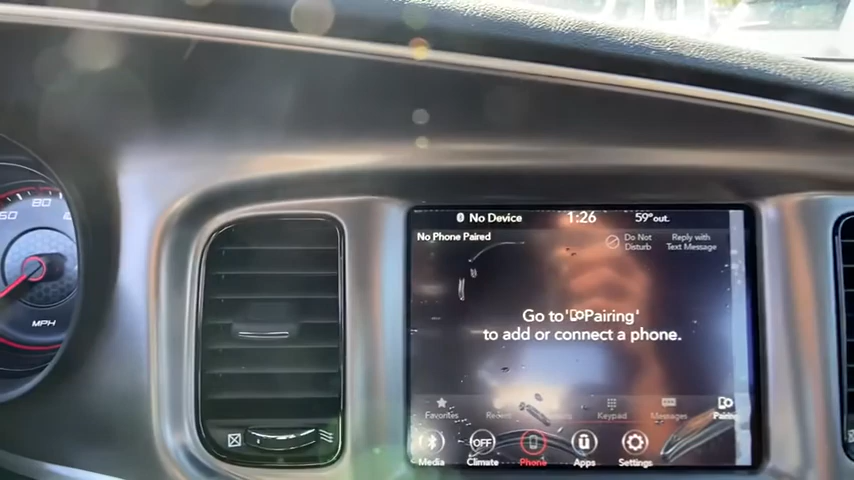 No Device 1:26 59°out.
No Phone Paired
Do Not
Disturb
Reply with
Text Message
Go to 'Pairing'
to add or connect a phone.
Favorites Recents Keypad Messages Pairing
OFF
Media Climate Phone Apps Settings
80
MPH